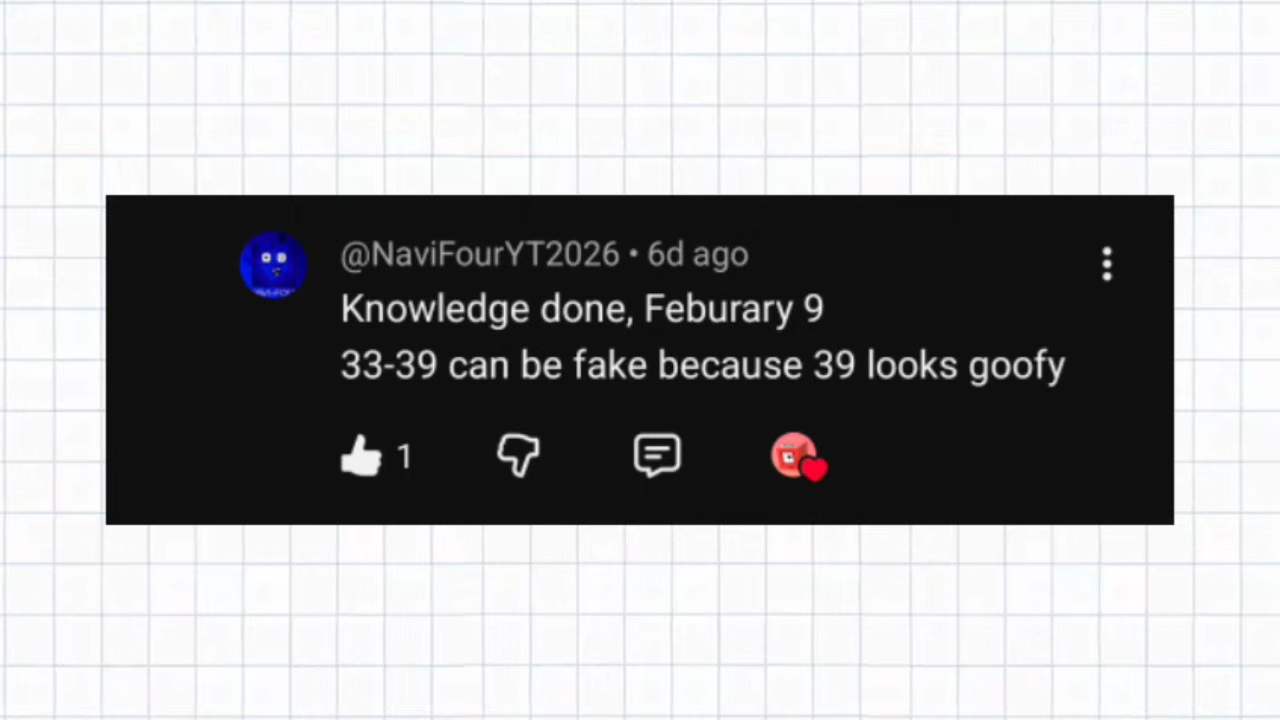 @NaviFourYT2026 • 6d ago
Knowledge done, Feburary 9
33-39 can be fake because 39 looks goofy
1